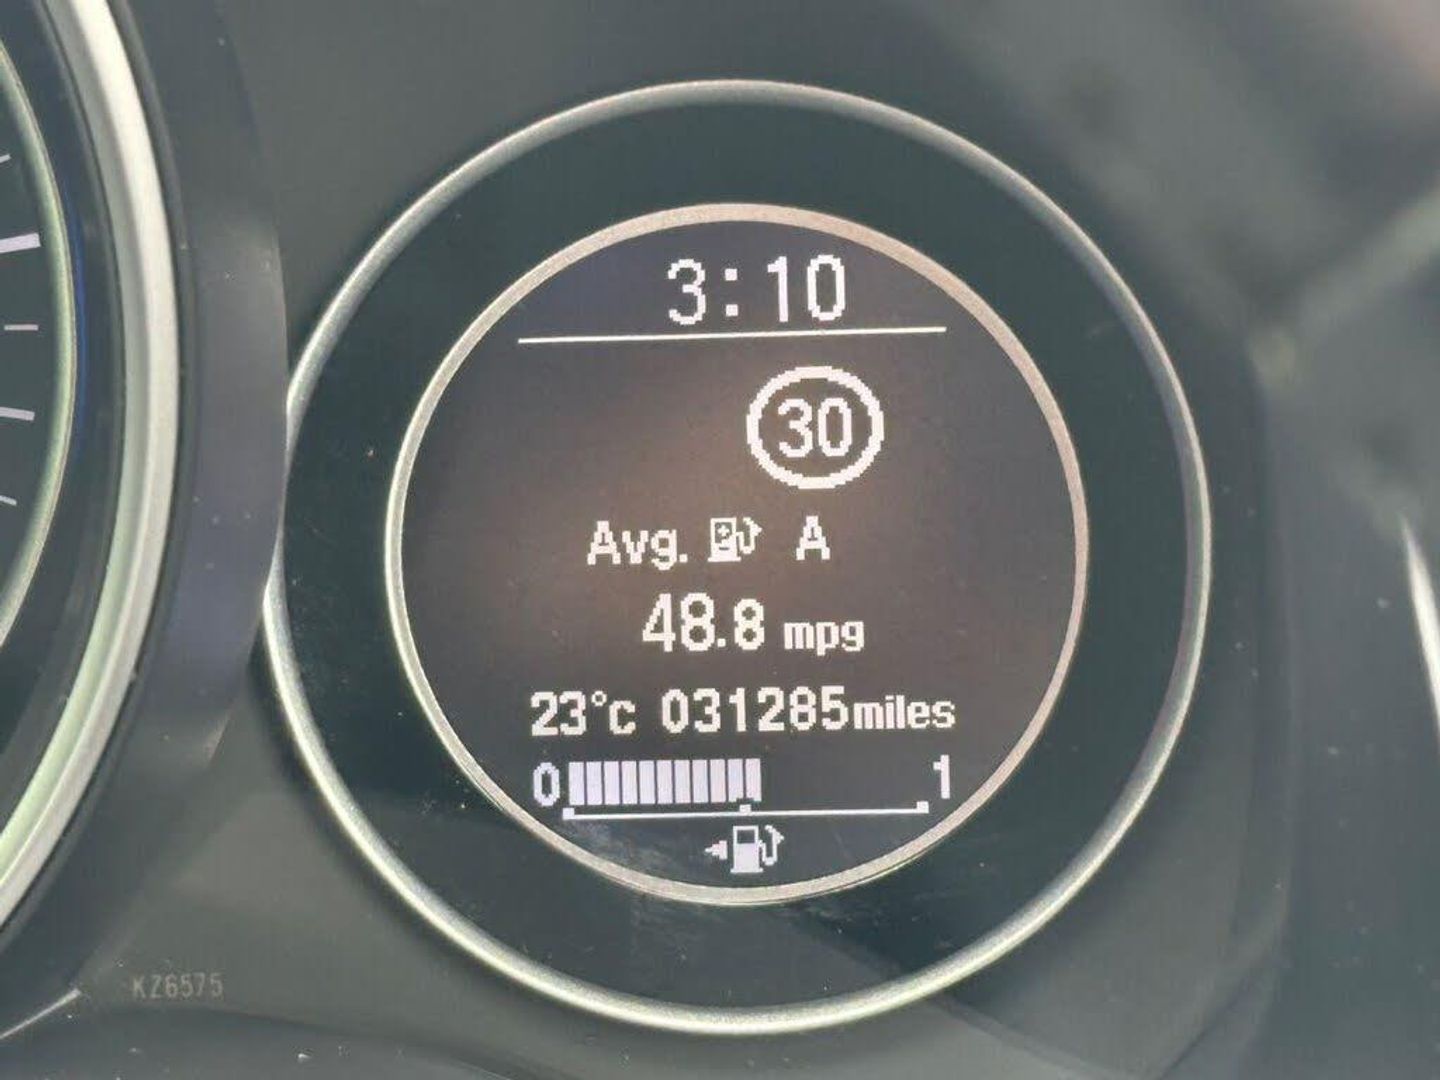 3:10
30
Avg. A
48.8 mpg
23°c 031285miles
0 1
KZ6575